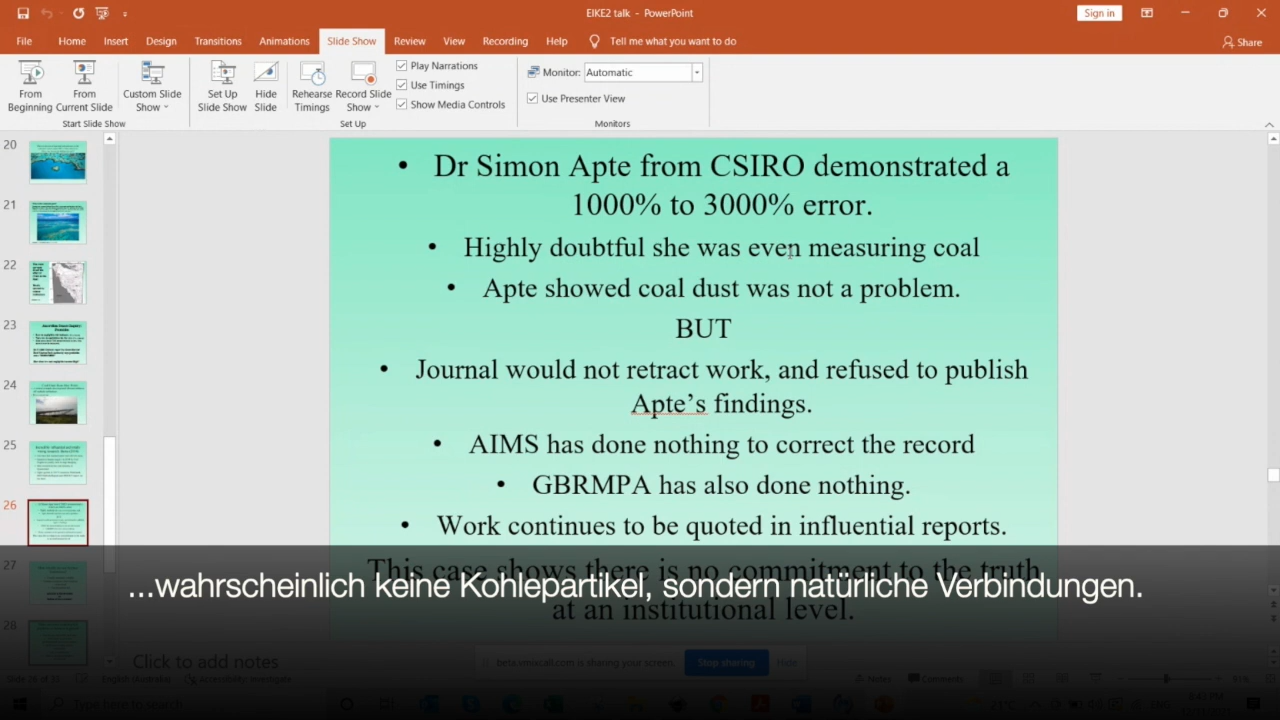 EIKE2 talk - PowerPoint
Sign in
File Home Insert Design Transitions Animations Slide Show Review View Recording Help Tell me what you want to do
Share
From Beginning
From Current Slide
Custom Slide Show
Set Up Slide Show
Hide Slide
Rehearse Timings
Record Slide Show
Play Narrations
Use Timings
Show Media Controls
Monitor: Automatic
Use Presenter View
Start Slide Show
Set Up
Monitors
20
21
22
23
24
25
26
27
28
• Dr Simon Apte from CSIRO demonstrated a
1000% to 3000% error.
• Highly doubtful she was even measuring coal
• Apte showed coal dust was not a problem.
BUT
• Journal would not retract work, and refused to publish
Apte’s findings.
• AIMS has done nothing to correct the record
• GBRMPA has also done nothing.
• Work continues to be quoted in influential reports.
This case shows there is no commitment to the truth
at an institutional level.
...wahrscheinlich keine Kohlepartikel, sondern natürliche Verbindungen.
Click to add notes
beta.vmixcall.com is sharing your screen.
Stop sharing
Hide
English (Australia)
Accessibility: Investigate
Notes
Comments
Type here to search